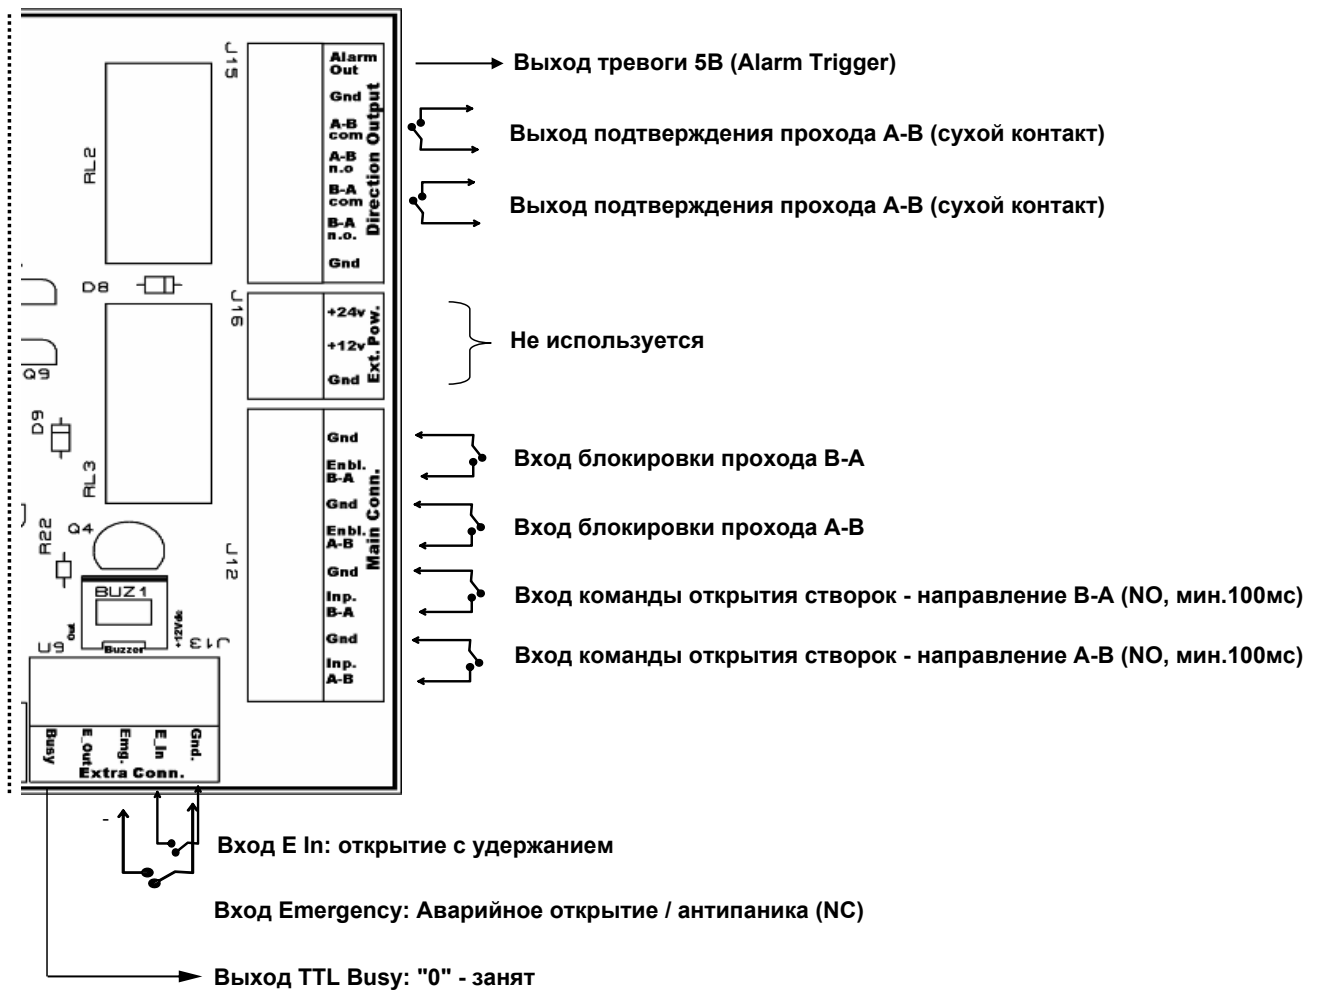 J15
Alarm
Out
Gnd
A-B
com
A-B
n.o
B-A
com
B-A
n.o.
Gnd
Direction Output
Выход тревоги 5В (Alarm Trigger)
Выход подтверждения прохода А-В (сухой контакт)
Выход подтверждения прохода А-В (сухой контакт)
RL2
D8
J16
+24v
+12v
Gnd
Ext. Pow.
Не используется
Q9
D9
RL3
R22
Q4
J12
Gnd
Enbl.
B-A
Gnd
Enbl.
A-B
Gnd
Inp.
B-A
Gnd
Inp.
A-B
Main Conn.
Вход блокировки прохода В-А
Вход блокировки прохода А-В
Вход команды открытия створок - направление В-А (NO, мин.100мс)
Вход команды открытия створок - направление А-В (NO, мин.100мс)
BUZ1
Out
+12Vdc
Buzzer
U9
J13
Busy
E_Out
Emg.
E_In
Gnd.
Extra Conn.
-
Вход E In: открытие с удержанием
Вход Emergency: Аварийное открытие / антипаника (NC)
Выход TTL Busy: "0" - занят